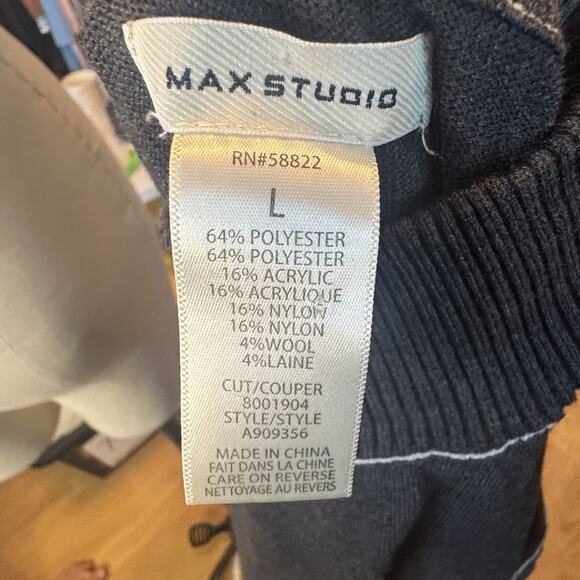 MAX STUDIO
RN#58822
L
64% POLYESTER
64% POLYESTER
16% ACRYLIC
16% ACRYLIQUE
16% NYLON
16% NYLON
4%WOOL
4%LAINE
CUT/COUPER
8001904
STYLE/STYLE
A909356
MADE IN CHINA
FAIT DANS LA CHINE
CARE ON REVERSE
NETTOYAGE AU REVERS